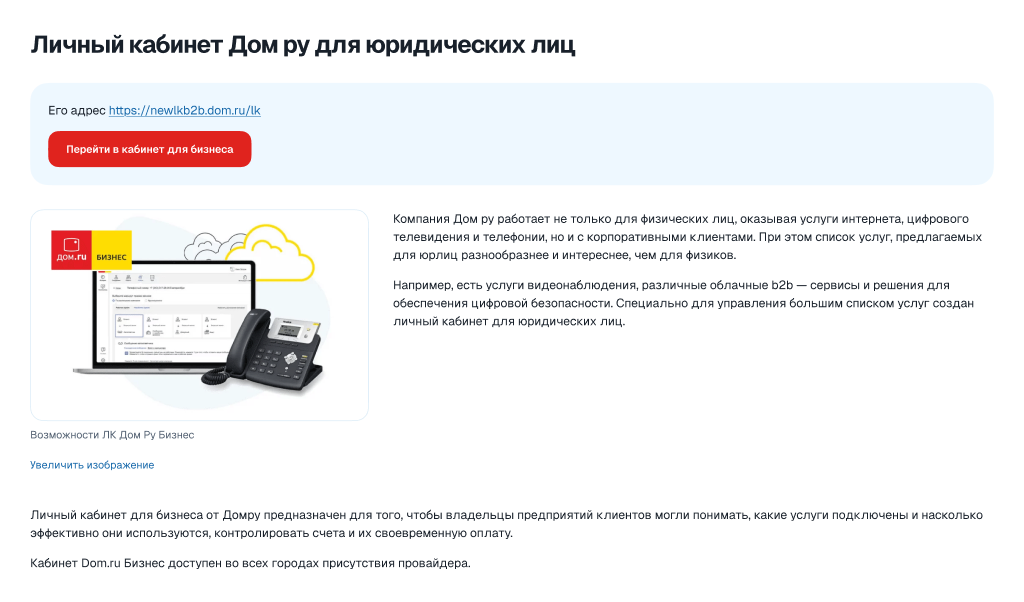 Личный кабинет Дом ру для юридических лиц
Его адрес https://newlkb2b.dom.ru/lk
Перейти в кабинет для бизнеса
дом.ru БИЗНЕС
Компания Дом ру работает не только для физических лиц, оказывая услуги интернета, цифрового
телевидения и телефонии, но и с корпоративными клиентами. При этом список услуг, предлагаемых
для юрлиц разнообразнее и интереснее, чем для физиков.
Например, есть услуги видеонаблюдения, различные облачные b2b — сервисы и решения для
обеспечения цифровой безопасности. Специально для управления большим списком услуг создан
личный кабинет для юридических лиц.
Возможности ЛК Дом Ру Бизнес
Увеличить изображение
Личный кабинет для бизнеса от Домру предназначен для того, чтобы владельцы предприятий клиентов могли понимать, какие услуги подключены и насколько
эффективно они используются, контролировать счета и их своевременную оплату.
Кабинет Dom.ru Бизнес доступен во всех городах присутствия провайдера.